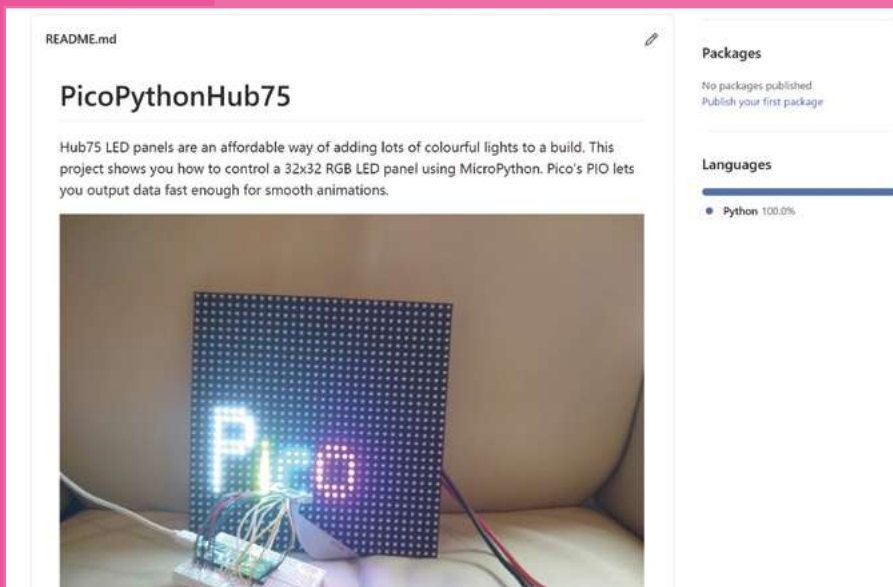 README.md
PicoPythonHub75
Hub75 LED panels are an affordable way of adding lots of colourful lights to a build. This
project shows you how to control a 32x32 RGB LED panel using MicroPython. Pico's PIO lets
you output data fast enough for smooth animations.
Pico
Packages
No packages published
Publish your first package
Languages
Python 100.0%